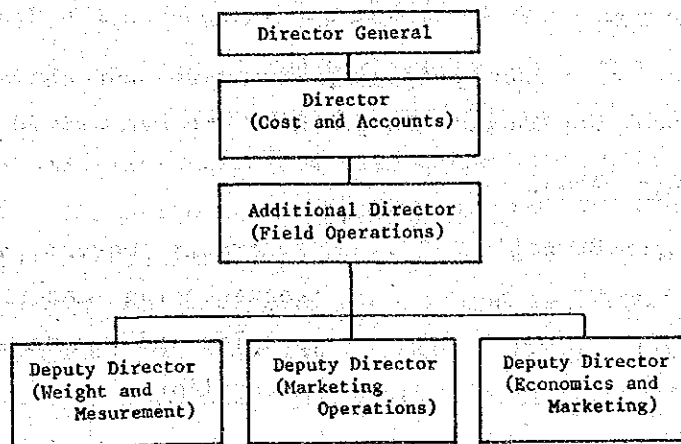 Director General
Director
(Cost and Accounts)
Additional Director
(Field Operations)
Deputy Director
(Weight and
Mesurement)
Deputy Director
(Marketing
Operations)
Deputy Director
(Economics and
Marketing)